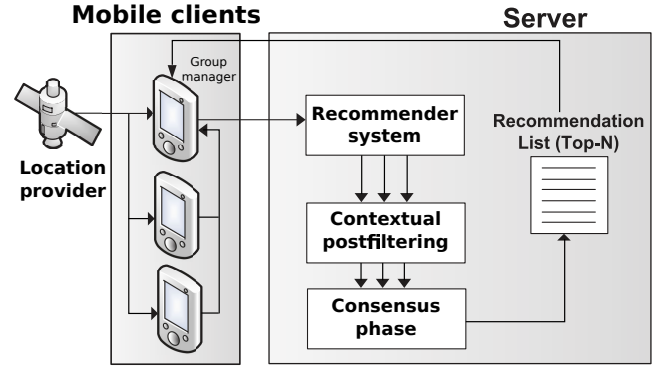 Mobile clients
Server
Group
manager
Location
provider
Recommender
system
Contextual
postfiltering
Consensus
phase
Recommendation
List (Top-N)